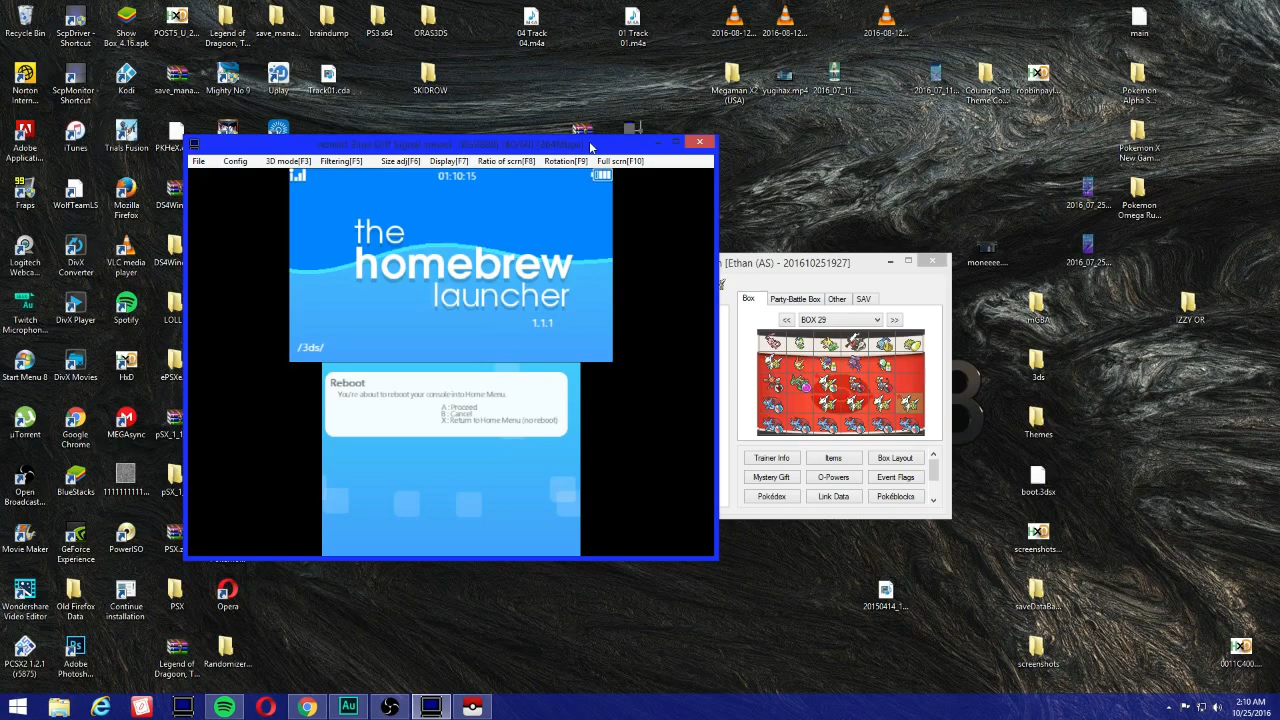 Recycle Bin
ScpDriver - Shortcut
Show Box_4.16.apk
POST5_U_2...
Legend of Dragoon, T...
save_mana...
braindump
PS3 x64
ORAS3DS
04 Track 04.m4a
01 Track 01.m4a
2016-08-12...
2016-08-12...
2016-08-12...
main
Norton Intern...
ScpMonitor - Shortcut
Kodi
save_mana...
Mighty No 9
Uplay
Track01.cda
SKIDROW
Megaman X2 (USA)
yuginax.mp4
2016_07_11...
2016_07_11...
Courage Sad Theme Co...
robbinpayl...
Pokemon Alpha S...
Adobe Applicati...
iTunes
Trials Fusion
PKHeX
File
Config
3D mode[F3]
Filtering[F5]
Size adj[F6]
Display[F7]
Ratio of scrn[F8]
Rotation[F9]
Full scrn[F10]
Pokemon X New Gam...
01:10:15
the
homebrew
launcher
1.1.1
/3ds/
Reboot
You're about to reboot your console into Home Menu.
A : Proceed
B : Cancel
X : Return to Home Menu (no reboot)
99
Fraps
WolfTeamLS
Mozilla Firefox
DS4Win
2016_07_25...
Pokemon Omega Ru...
Logitech Webca...
DivX Converter
VLC media player
DS4Win
moneeee....
2016_07_25...
[Ethan (AS) - 201610251927]
Box
Party-Battle Box
Other
SAV
<<
BOX 29
>>
Trainer Info
Items
Box Layout
Mystery Gift
O-Powers
Event Flags
Pokédex
Link Data
Pokéblocks
Twitch Microphon...
DivX Player
Spotify
LOLL
mGBA
IZZY OR
Start Menu 8
DivX Movies
HxD
ePSXe
3ds
µTorrent
Google Chrome
MEGAsync
pSX_1_1
Themes
Open Broadcast...
BlueStacks
1111111111...
pSX_1
boot.3dsx
Movie Maker
GeForce Experience
PowerISO
PSX.z
screenshots...
Wondershare Video Editor
Old Firefox Data
Continue installation
PSX
Opera
20150414_1...
saveDataBa...
PCSX2 1.2.1 (r5875)
Adobe Photosh...
Legend of Dragoon, T...
Randomizer...
screenshots
0011C400....
Au
2:10 AM
10/25/2016